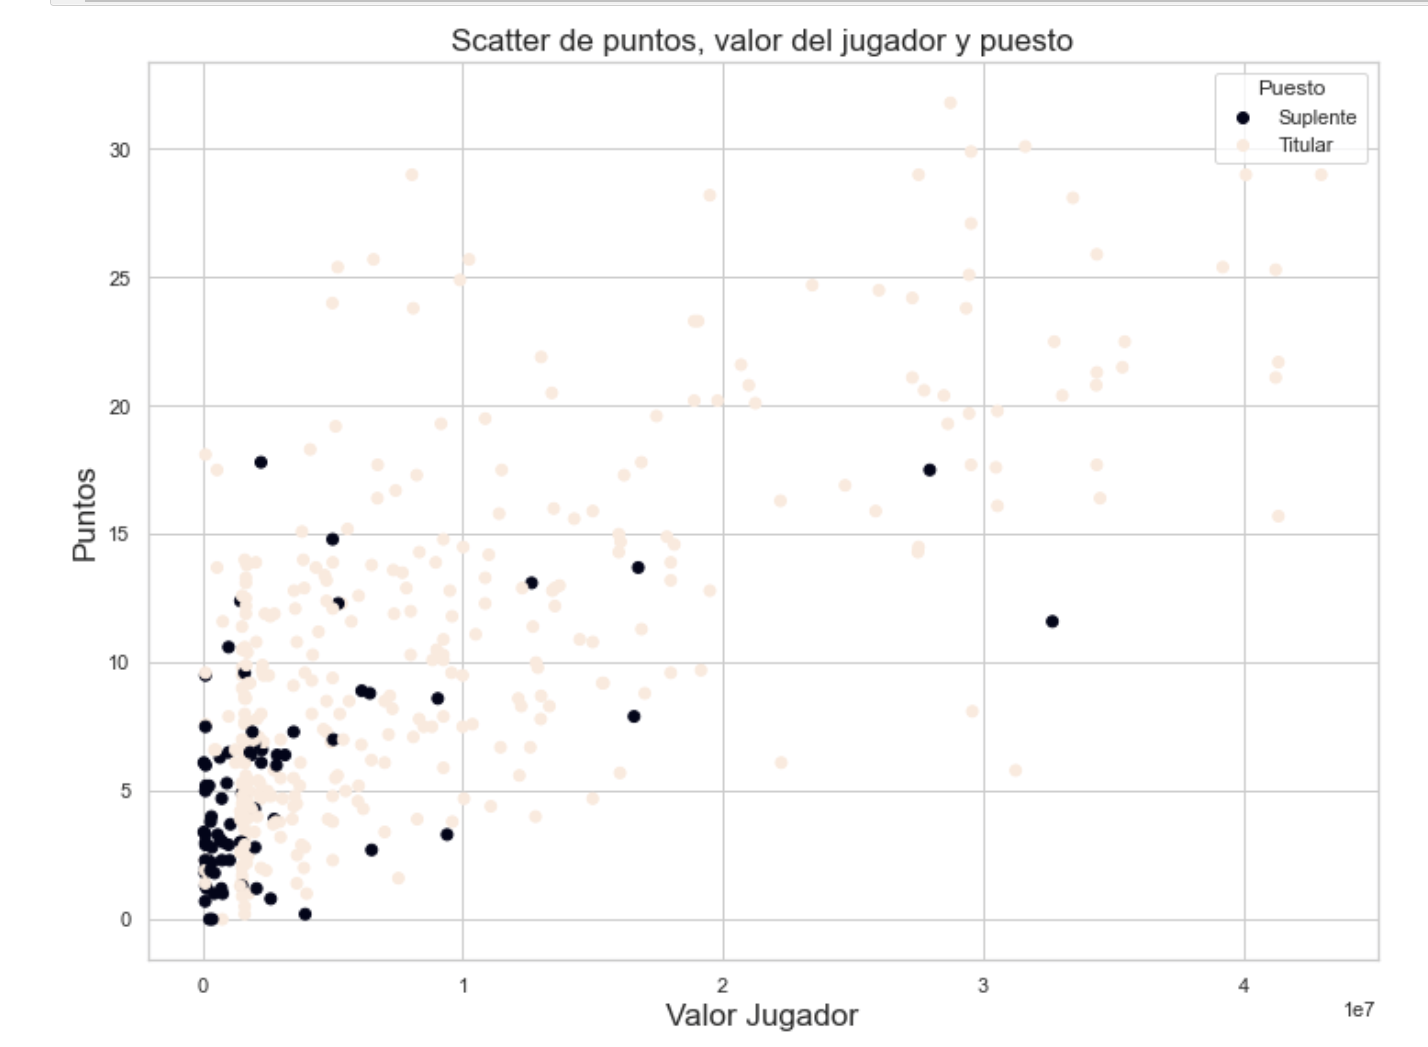 Scatter de puntos, valor del jugador y puesto
Puesto
Suplente
Titular
30
25
20
15
10
5
0
Puntos
0 1 2 3 4
1e7
Valor Jugador